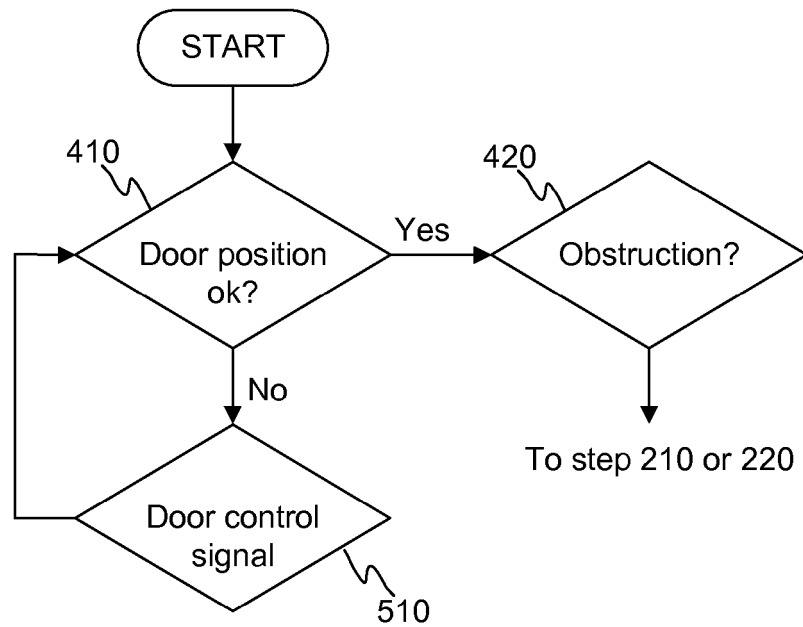 START
410
420
Door position
ok?
Yes
Obstruction?
No
To step 210 or 220
Door control
signal
510